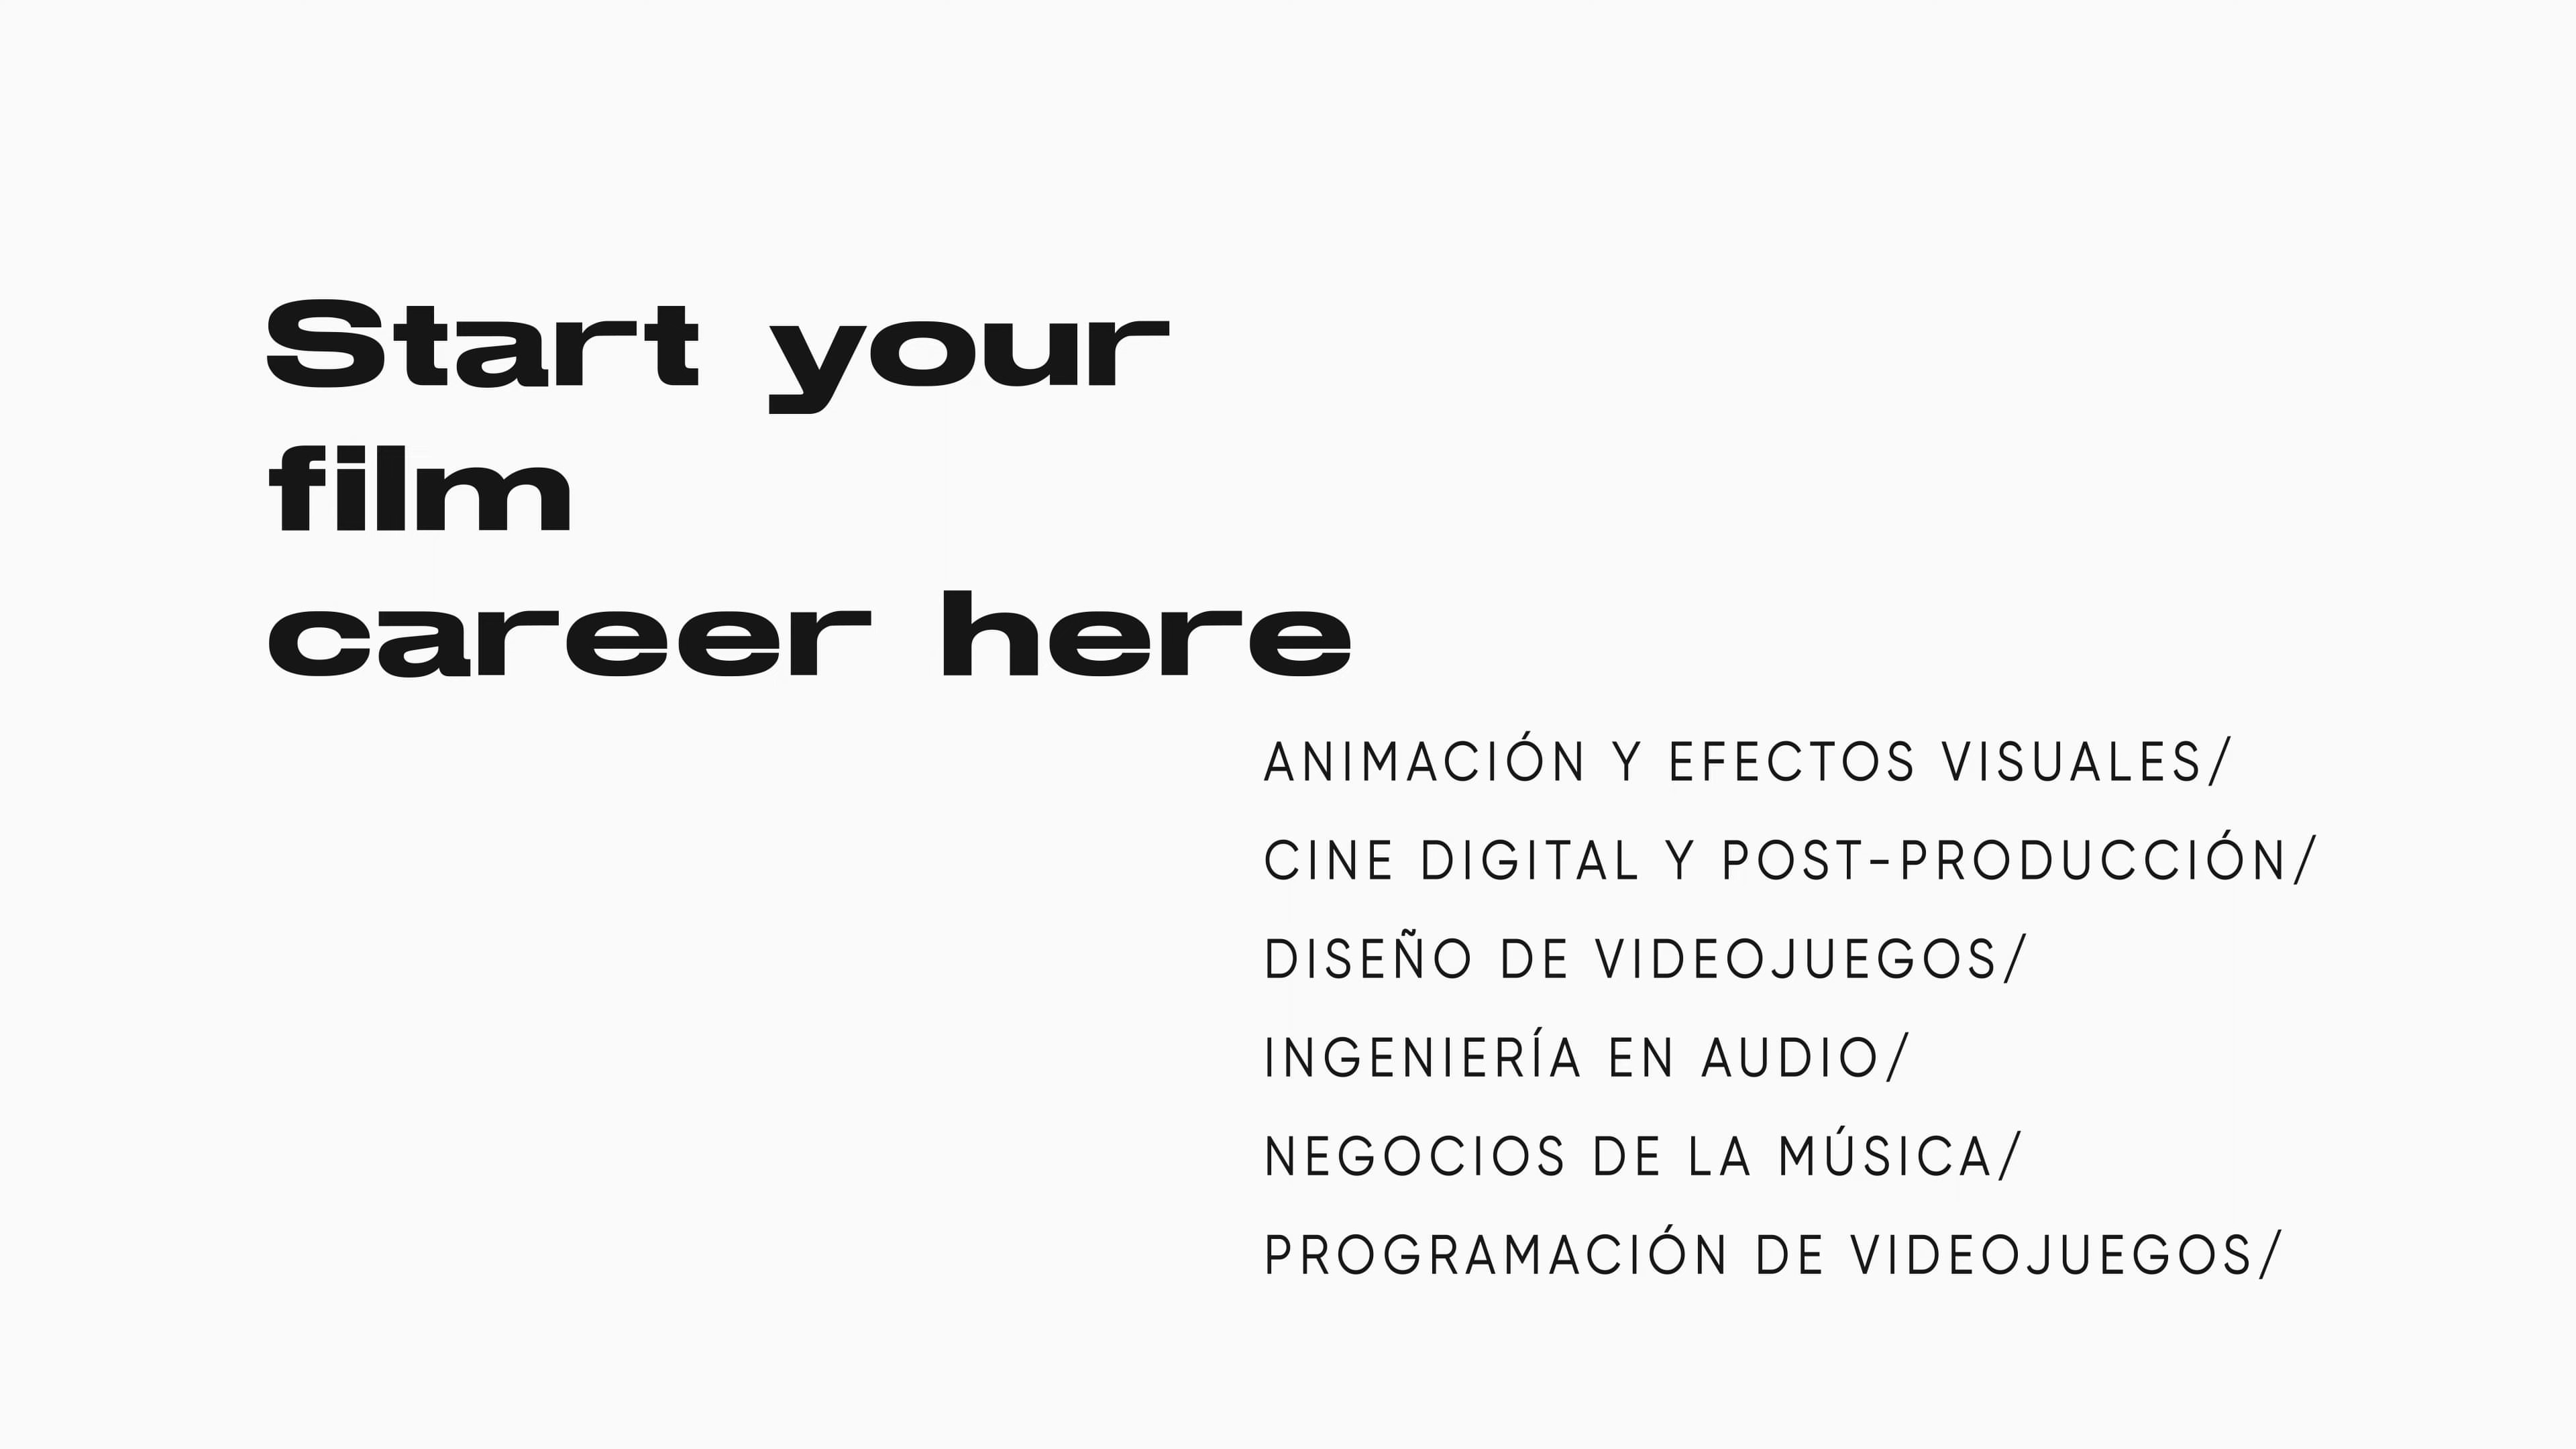 Start your
film
career here
ANIMACIÓN Y EFECTOS VISUALES/
CINE DIGITAL Y POST-PRODUCCIÓN/
DISEÑO DE VIDEOJUEGOS/
INGENIERÍA EN AUDIO/
NEGOCIOS DE LA MÚSICA/
PROGRAMACIÓN DE VIDEOJUEGOS/